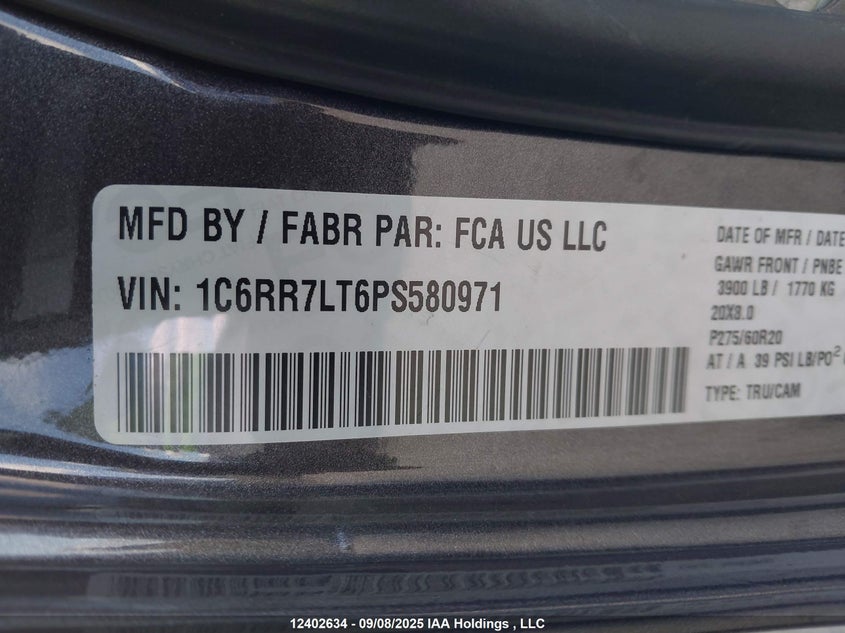 MFD BY / FABR PAR: FCA US LLC
VIN: 1C6RR7LT6PS580971
DATE OF MFR / DATE
GAWR FRONT / PNBE
3900 LB / 1770 KG
20X8.0
P275/60R20
AT / A 39 PSI LB/PO²
TYPE: TRU/CAM
12402634 - 09/08/2025 IAA Holdings , LLC